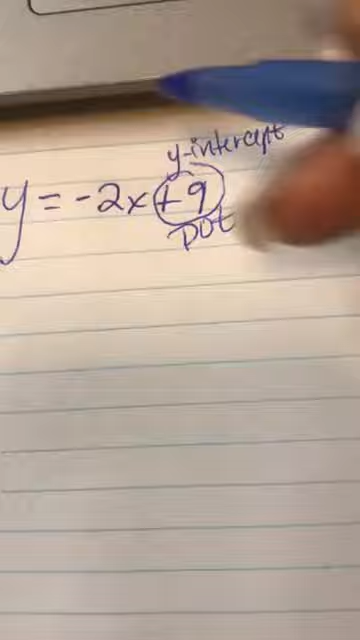 y-intercept
y = -2x +9
Dot